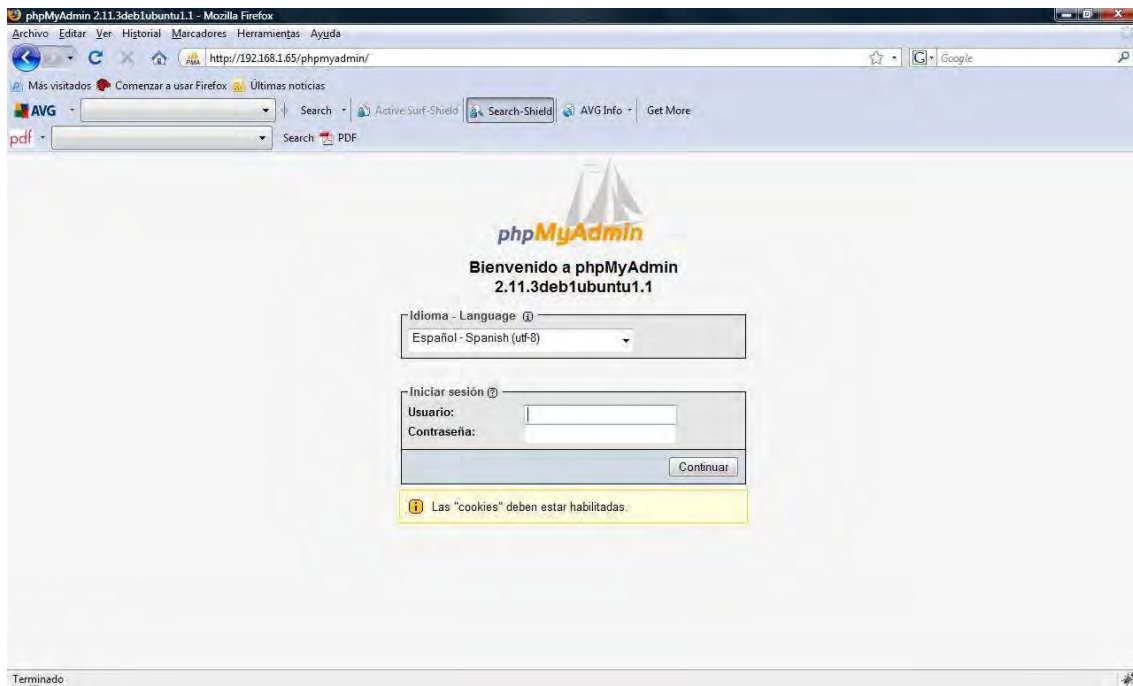 phpMyAdmin 2.11.3deb1ubuntu1.1 - Mozilla Firefox
Archivo Editar Ver Historial Marcadores Herramientas Ayuda
PMA http://192.168.1.65/phpmyadmin/ G Google
Más visitados Comenzar a usar Firefox Últimas noticias
AVG Search Active Surf-Shield Search-Shield AVG Info Get More
pdf Search PDF
phpMyAdmin
Bienvenido a phpMyAdmin
2.11.3deb1ubuntu1.1
Idioma - Language
Español - Spanish (utf-8)
Iniciar sesión
Usuario:
Contraseña:
Continuar
Las "cookies" deben estar habilitadas.
Terminado